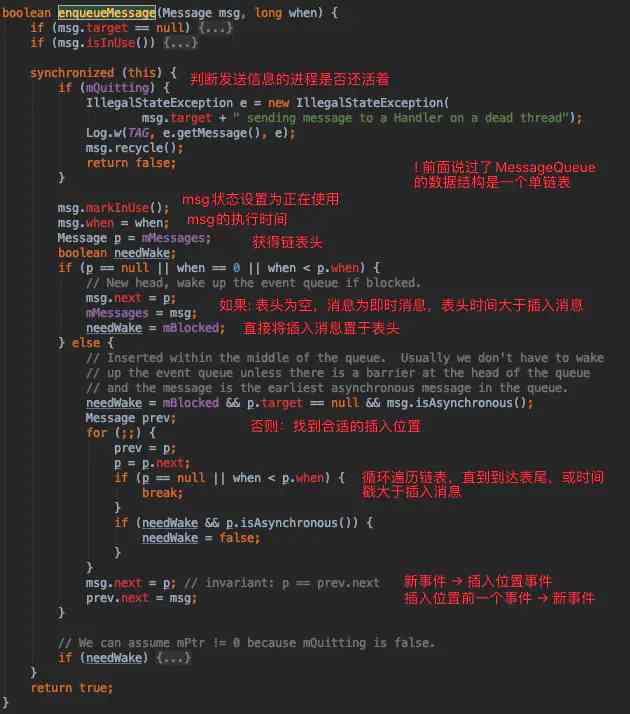 boolean enqueueMessage(Message msg, long when) {
if (msg.target == null) {...}
if (msg.isInUse()) {...}
synchronized (this) {
判断发送信息的进程是否还活着
if (mQuitting) {
IllegalStateException e = new IllegalStateException(
msg.target + " sending message to a Handler on a dead thread");
Log.w(TAG, e.getMessage(), e);
msg.recycle();
return false;
}
！前面说过了MessageQueue
的数据结构是一个单链表
msg.markInUse();
msg状态设置为正在使用
msg.when = when;
msg的执行时间
Message p = mMessages;
获得链表头
boolean needWake;
if (p == null || when == 0 || when < p.when) {
// New head, wake up the event queue if blocked.
msg.next = p;
如果: 表头为空，消息为即时消息，表头时间大于插入消息
mMessages = msg;
needWake = mBlocked;
直接将插入消息置于表头
} else {
// Inserted within the middle of the queue.  Usually we don't have to wake
// up the event queue unless there is a barrier at the head of the queue
// and the message is the earliest asynchronous message in the queue.
needWake = mBlocked && p.target == null && msg.isAsynchronous();
Message prev;
否则：找到合适的插入位置
for (;;) {
prev = p;
p = p.next;
if (p == null || when < p.when) {
循环遍历链表，直到到达表尾，或时间
戳大于插入消息
break;
}
if (needWake && p.isAsynchronous()) {
needWake = false;
}
}
msg.next = p; // invariant: p == prev.next
新事件 → 插入位置事件
prev.next = msg;
插入位置前一个事件 → 新事件
}
// We can assume mPtr != 0 because mQuitting is false.
if (needWake) {...}
}
return true;
}